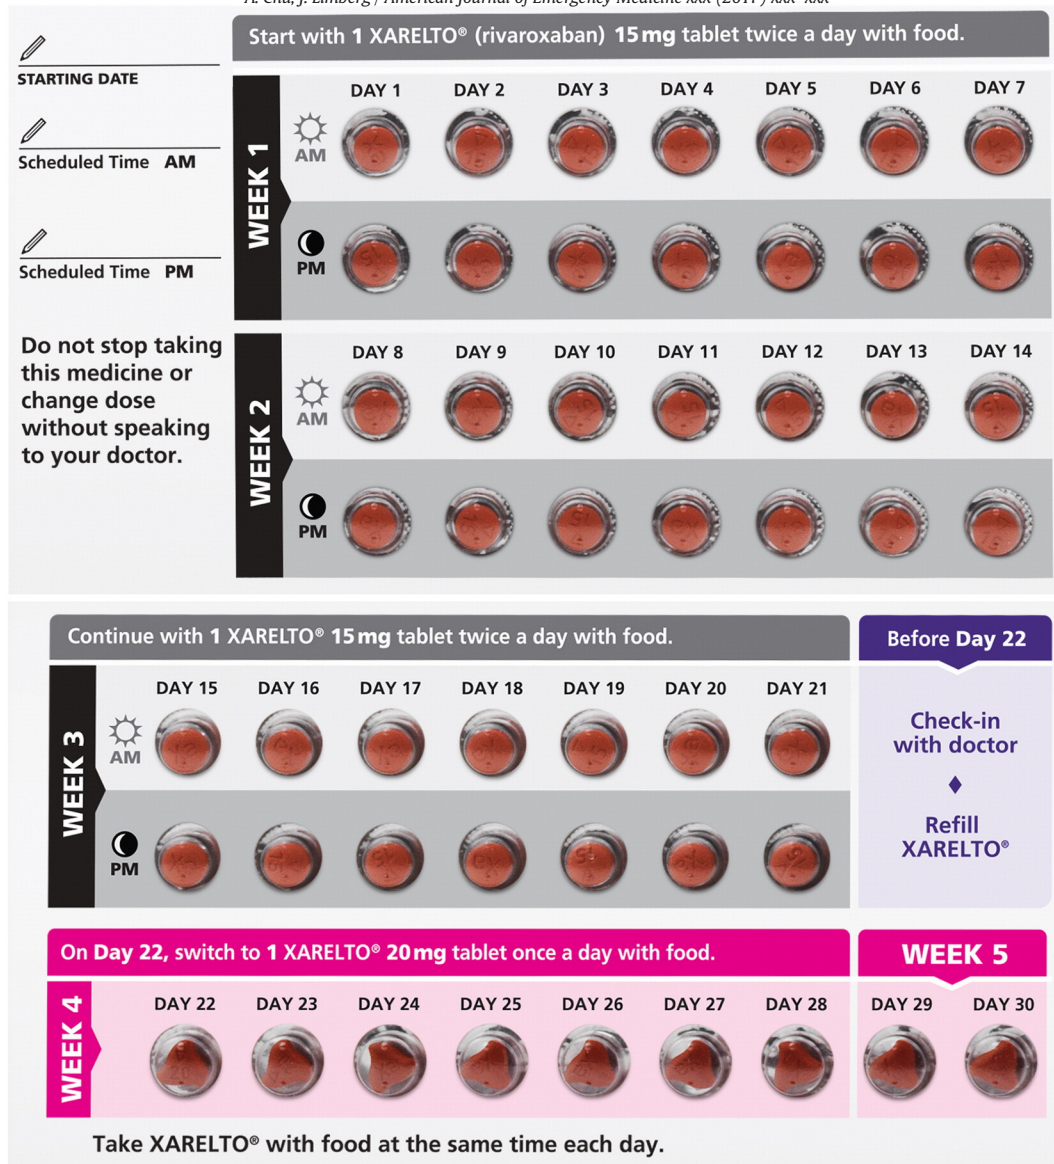 A. Chu, J. Limberg / American Journal of Emergency Medicine xxx (2017) xxx–xxx
Start with 1 XARELTO® (rivaroxaban) 15 mg tablet twice a day with food.
STARTING DATE
Scheduled Time AM
Scheduled Time PM
Do not stop taking
this medicine or
change dose
without speaking
to your doctor.
WEEK 1
DAY 1 DAY 2 DAY 3 DAY 4 DAY 5 DAY 6 DAY 7
AM
PM
WEEK 2
DAY 8 DAY 9 DAY 10 DAY 11 DAY 12 DAY 13 DAY 14
AM
PM
Continue with 1 XARELTO® 15 mg tablet twice a day with food.
WEEK 3
DAY 15 DAY 16 DAY 17 DAY 18 DAY 19 DAY 20 DAY 21
AM
PM
Before Day 22
Check-in
with doctor
Refill
XARELTO®
On Day 22, switch to 1 XARELTO® 20 mg tablet once a day with food.
WEEK 5
WEEK 4
DAY 22 DAY 23 DAY 24 DAY 25 DAY 26 DAY 27 DAY 28 DAY 29 DAY 30
Take XARELTO® with food at the same time each day.